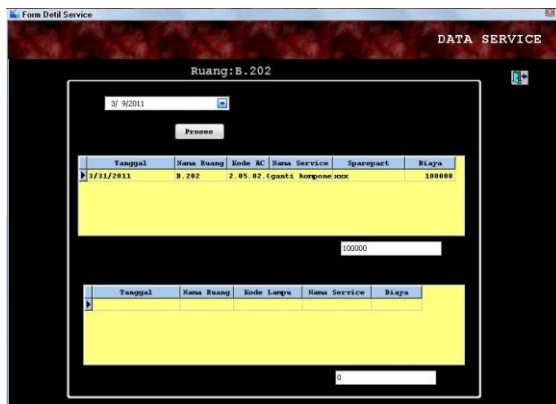 Form Detil Service
DATA SERVICE
Ruang:B.202
3/ 9/2011
Proses
Tanggal Nama Ruang Kode AC Nama Service Sparepart Biaya
3/31/2011 B.202 2.05.02.( ganti kompone xxx 100000
100000
Tanggal Nama Ruang Kode Lampu Nama Service Biaya
0